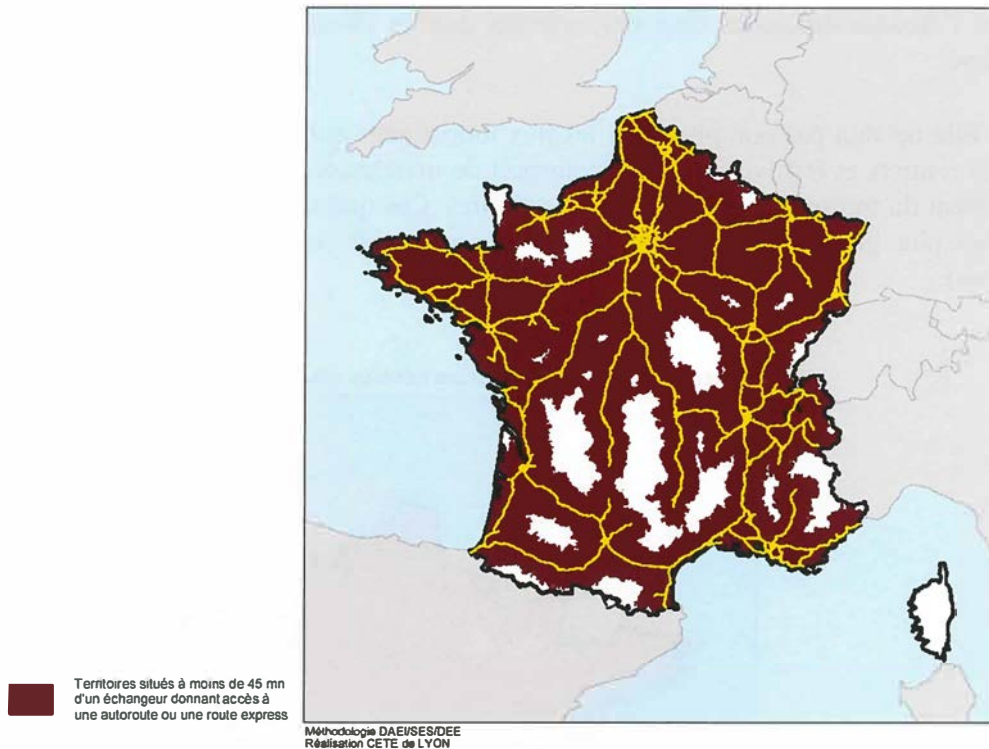 Territoires situés à moins de 45 mn
d'un échangeur donnant accès à
une autoroute ou une route express
Méthodologie DAEI/SES/DEE
Réalisation CETE de LYON